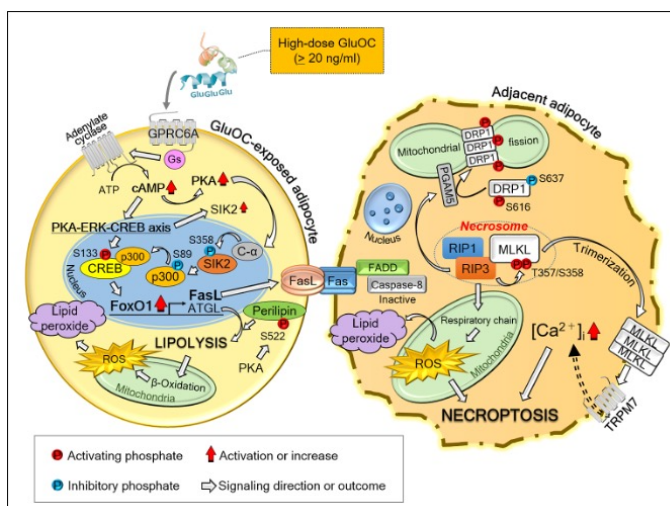 High-dose GluOC
(≥ 20 ng/ml)
GluGluGlu
GPRC6A
Adenylate
cyclase
Gs
GluOC-exposed adipocyte
ATP
cAMP
PKA
SIK2
PKA-ERK-CREB axis
S133
P
p300
CREB
S89
P
p300
S358
P
SIK2
C-α
Nucleus
FoxO1
FasL
ATGL
Lipid
peroxide
LIPOLYSIS
Perilipin
P
S522
PKA
ROS
β-Oxidation
Mitochondria
FasL
Fas
FADD
Caspase-8
Inactive
Adjacent adipocyte
Mitochondrial
fission
DRP1
P
DRP1
P
DRP1
P
PGAM5
DRP1
P
S637
P
S616
Nucleus
Necrosome
RIP1
MLKL
RIP3
PP
T357/S358
Trimerization
Lipid
peroxide
Respiratory chain
ROS
Mitochondria
[Ca2+]i
MLKL
MLKL
MLKL
TRPM7
NECROPTOSIS
P Activating phosphate
Activation or increase
P Inhibitory phosphate
Signaling direction or outcome